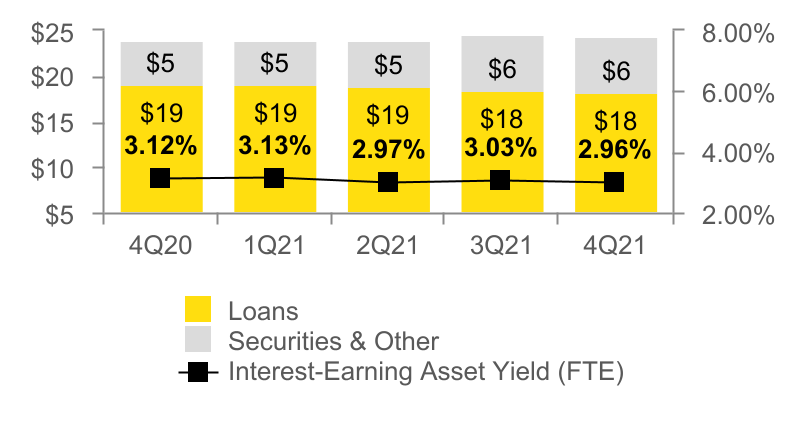 $25 8.00%
$5 $5 $5 $6 $6
$20 6.00%
$19 $19 $19 $18 $18
$15 4.00%
3.12% 3.13% 2.97% 3.03% 2.96%
$10
$5 2.00%
4Q20 1Q21 2Q21 3Q21 4Q21
Loans
Securities & Other
Interest-Earning Asset Yield (FTE)